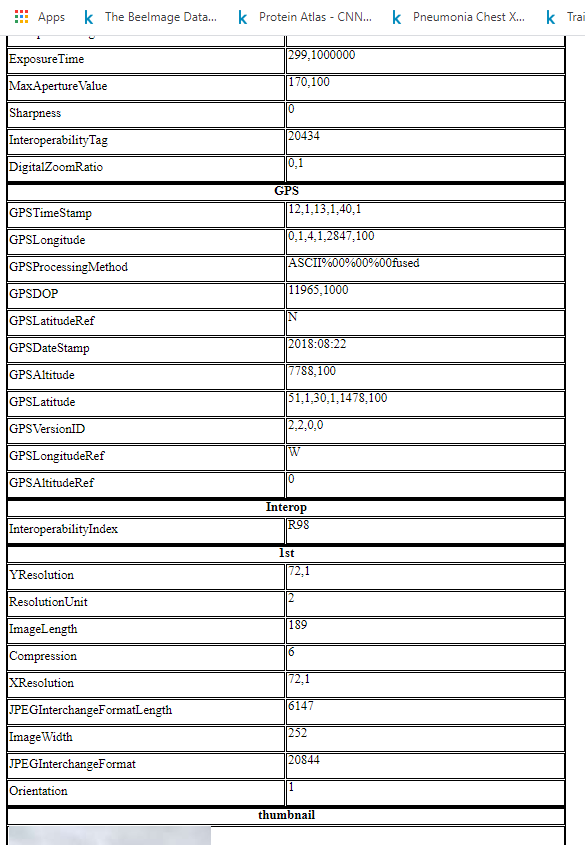 Apps k The BeeImage Data... k Protein Atlas - CNN... k Pneumonia Chest X... k Trai
ExposureTime 299,1000000
MaxApertureValue 170,100
Sharpness 0
InteroperabilityTag 20434
DigitalZoomRatio 0,1
GPS
GPSTimeStamp 12,1,13,1,40,1
GPSLongitude 0,1,4,1,2847,100
GPSProcessingMethod ASCII%00%00%00fused
GPSDOP 11965,1000
GPSLatitudeRef N
GPSDateStamp 2018:08:22
GPSAltitude 7788,100
GPSLatitude 51,1,30,1,1478,100
GPSVersionID 2,2,0,0
GPSLongitudeRef W
GPSAltitudeRef 0
Interop
InteroperabilityIndex R98
1st
YResolution 72,1
ResolutionUnit 2
ImageLength 189
Compression 6
XResolution 72,1
JPEGInterchangeFormatLength 6147
ImageWidth 252
JPEGInterchangeFormat 20844
Orientation 1
thumbnail